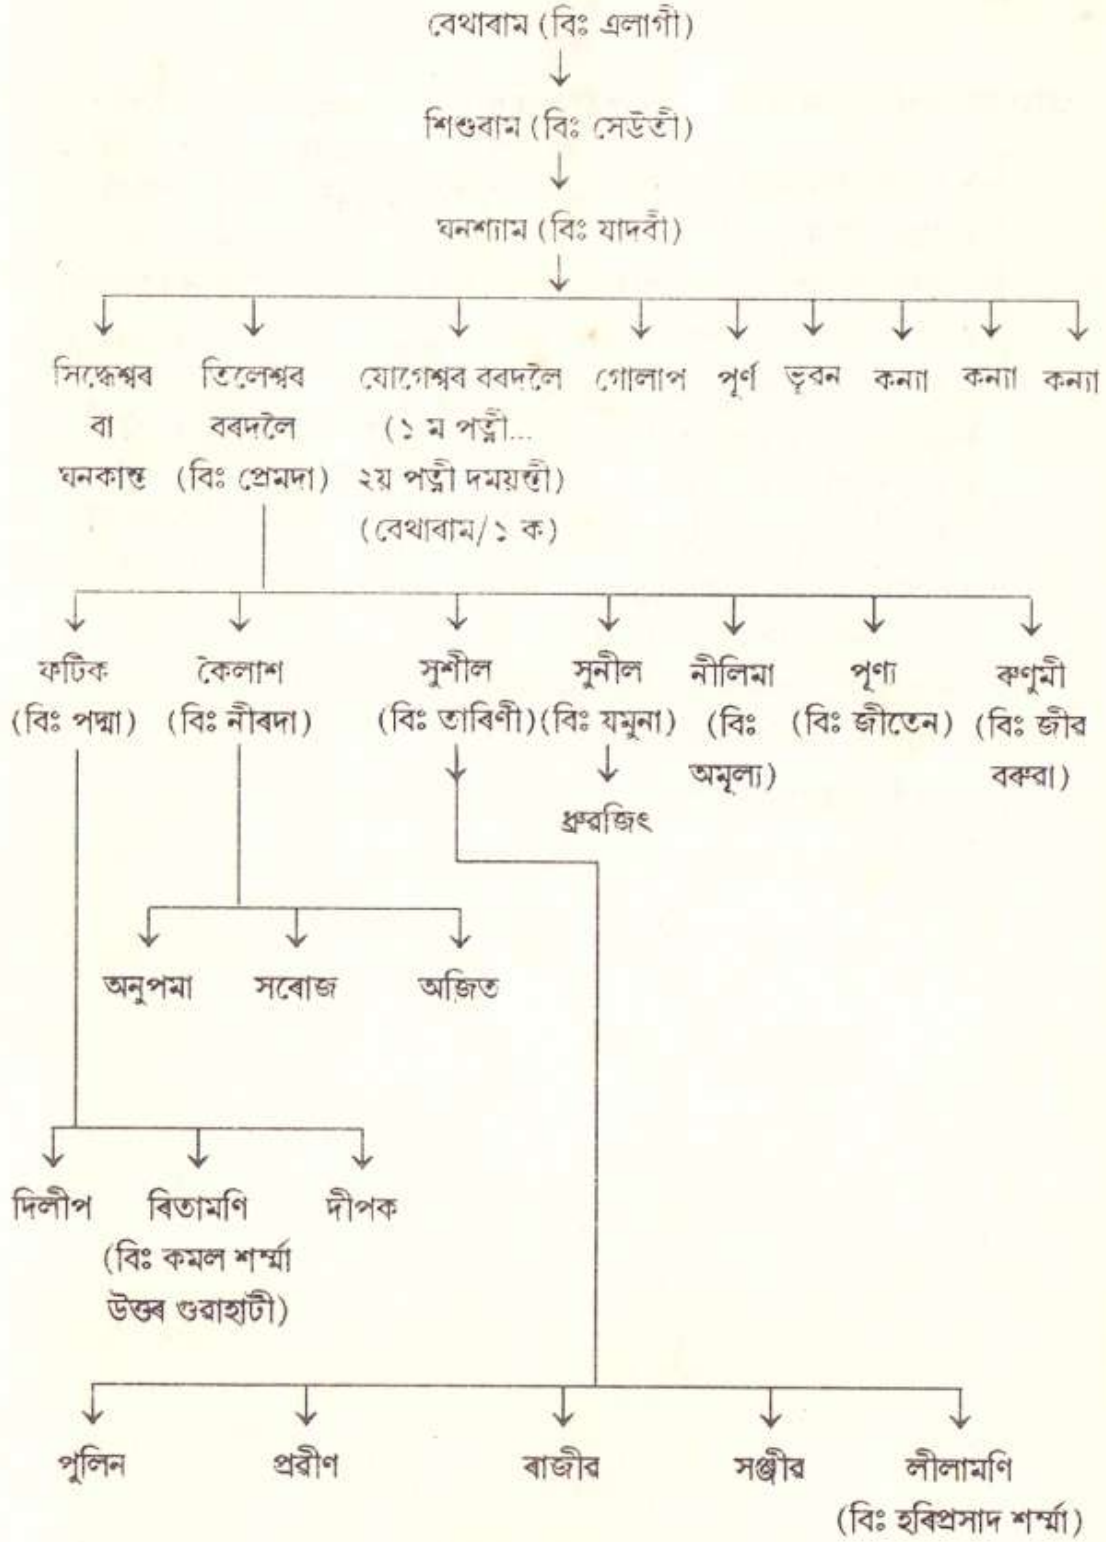 বেথাৰাম (বিঃ এলাগী)
শিশুৰাম (বিঃ সেউতী)
ঘনশ্যাম (বিঃ যাদবী)
সিদ্ধেশ্বৰ তিলেশ্বৰ যোগেশ্বৰ বৰদলৈ গোলাপ পূৰ্ণ ভূৱন কন্যা কন্যা কন্যা
বা বৰদলৈ (১ ম পত্নী...
ঘনকান্ত (বিঃ প্ৰেমদা) ২য় পত্নী দময়ন্তী)
(বেথাৰাম/১ ক)
ফটিক কৈলাশ সুশীল সুনীল নীলিমা পূণ্য ৰুণুমী
(বিঃ পদ্মা) (বিঃ নীৰদা) (বিঃ তাৰিণী) (বিঃ যমুনা) (বিঃ (বিঃ জীতেন) (বিঃ জীৱ
অমূল্য) বৰুৱা)
ধ্ৰুৱজিৎ
অনুপমা সৰোজ অজিত
দিলীপ ৰিতামণি দীপক
(বিঃ কমল শৰ্ম্মা
উত্তৰ গুৱাহাটী)
পুলিন প্ৰৱীণ ৰাজীৱ সঞ্জীৱ লীলামণি
(বিঃ হৰিপ্ৰসাদ শৰ্ম্মা)